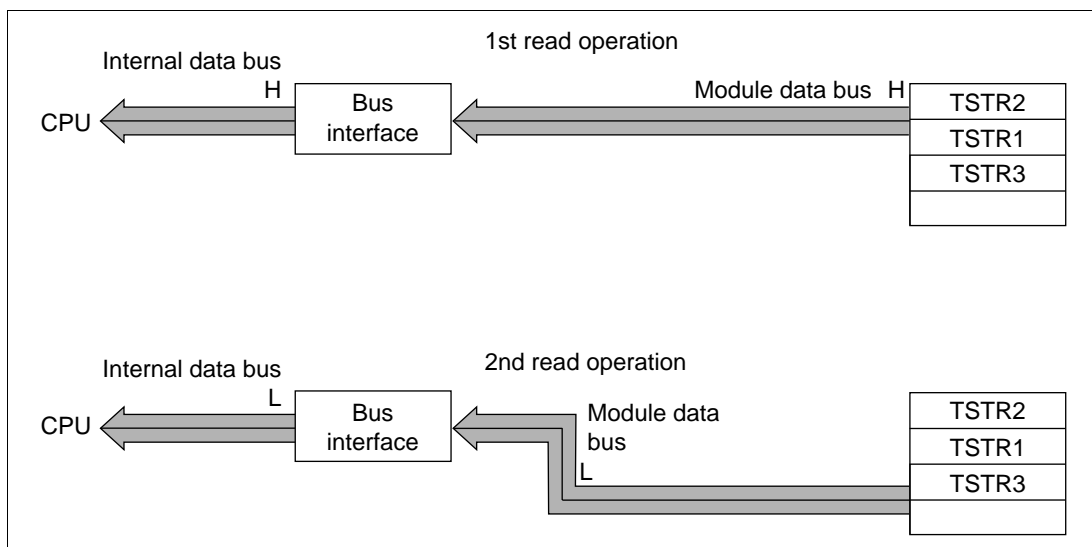 1st read operation
Internal data bus
H
Module data bus H
CPU
Bus
interface
TSTR2
TSTR1
TSTR3
2nd read operation
Internal data bus
L
Module data
bus
L
CPU
Bus
interface
TSTR2
TSTR1
TSTR3